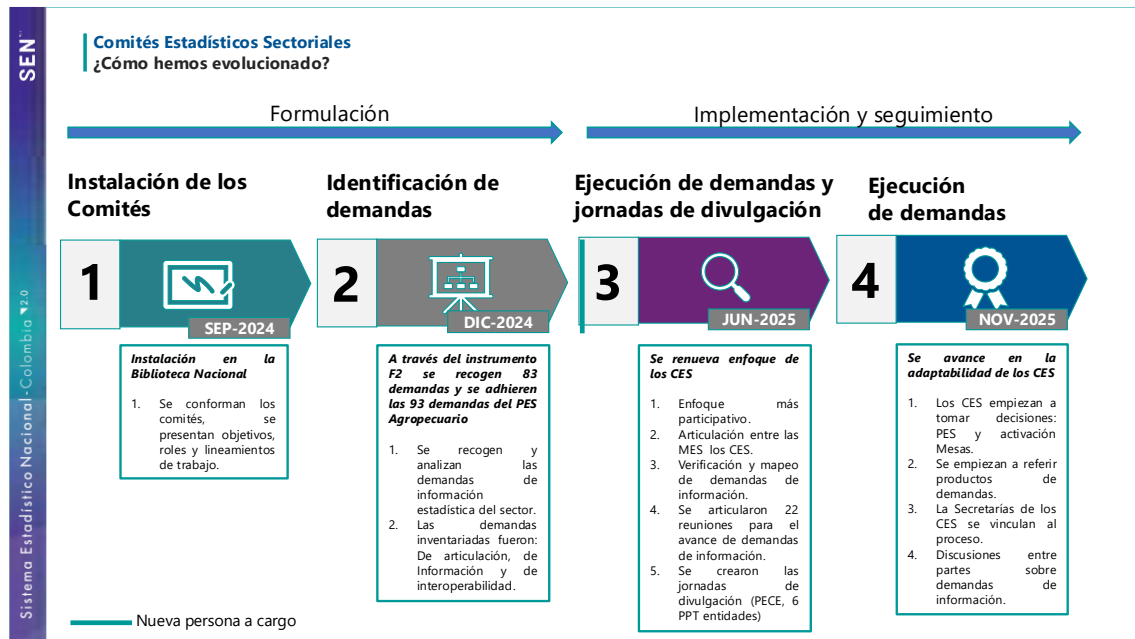 SEN
Sistema Estadístico Nacional-Colombia 2.0
Comités Estadísticos Sectoriales
¿Cómo hemos evolucionado?
Formulación
Implementación y seguimiento
Instalación de los
Comités
1
SEP-2024
Instalación en la
Biblioteca Nacional
1. Se conforman los
comités, se
presentan objetivos,
roles y lineamientos
de trabajo.
Identificación de
demandas
2
DIC-2024
A través del instrumento
F2 se recogen 83
demandas y se adhieren
las 93 demandas del PES
Agropecuario
1. Se recogen y
analizan las
demandas de
información
estadística del sector.
2. Las demandas
inventariadas fueron:
De articulación, de
Información y de
interoperabilidad.
Ejecución de demandas y
jornadas de divulgación
3
JUN-2025
Se renueva enfoque de
los CES
1. Enfoque más
participativo.
2. Articulación entre las
MES los CES.
3. Verificación y mapeo
de demandas de
información.
4. Se articularon 22
reuniones para el
avance de demandas
de información.
5. Se crearon las
jornadas de
divulgación (PECE, 6
PPT entidades)
Ejecución
de demandas
4
NOV-2025
Se avance en la
adaptabilidad de los CES
1. Los CES empiezan a
tomar decisiones:
PES y activación
Mesas.
2. Se empiezan a referir
productos de
demandas.
3. La Secretarías de los
CES se vinculan al
proceso.
4. Discusiones entre
partes sobre
demandas de
información.
Nueva persona a cargo